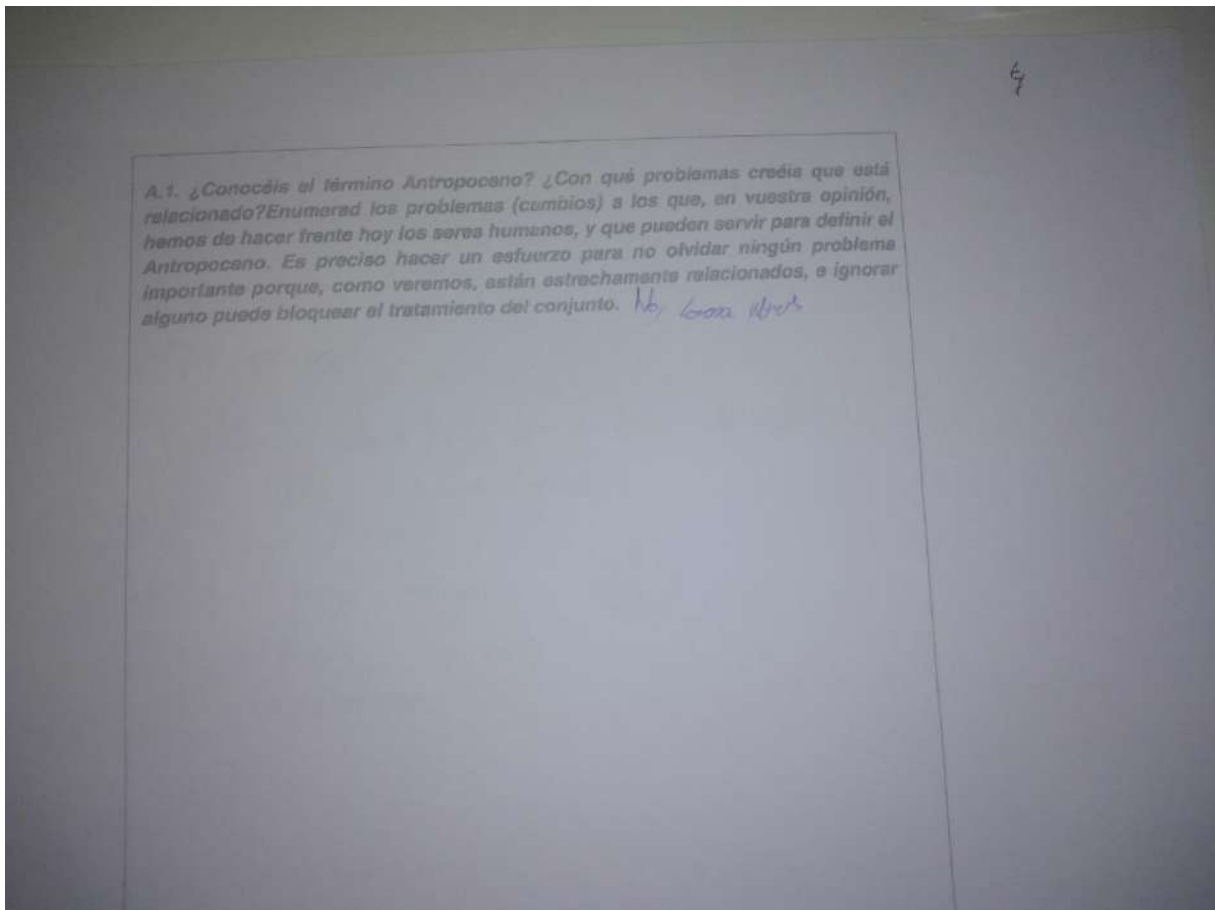 A.1. ¿Conocéis el término Antropoceno? ¿Con qué problemas creéis que está
relacionado?Enumerad los problemas (cambios) a los que, en vuestra opinión,
hemos de hacer frente hoy los seres humanos, y que pueden servir para definir el
Antropoceno. Es preciso hacer un esfuerzo para no olvidar ningún problema
importante porque, como veremos, están estrechamente relacionados, e ignorar
alguno puede bloquear el tratamiento del conjunto. No,